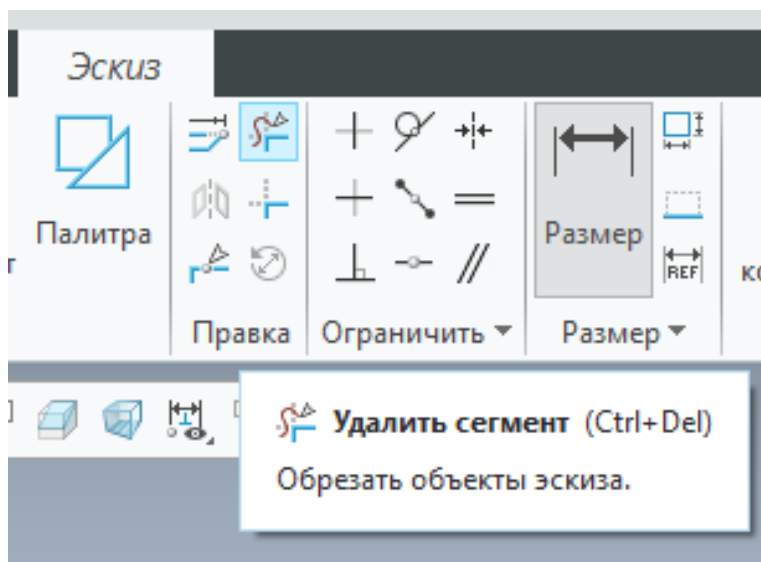 Эскиз
Палитра
Размер
REF
Правка
Ограничить
Размер
Удалить сегмент (Ctrl+Del)
Обрезать объекты эскиза.